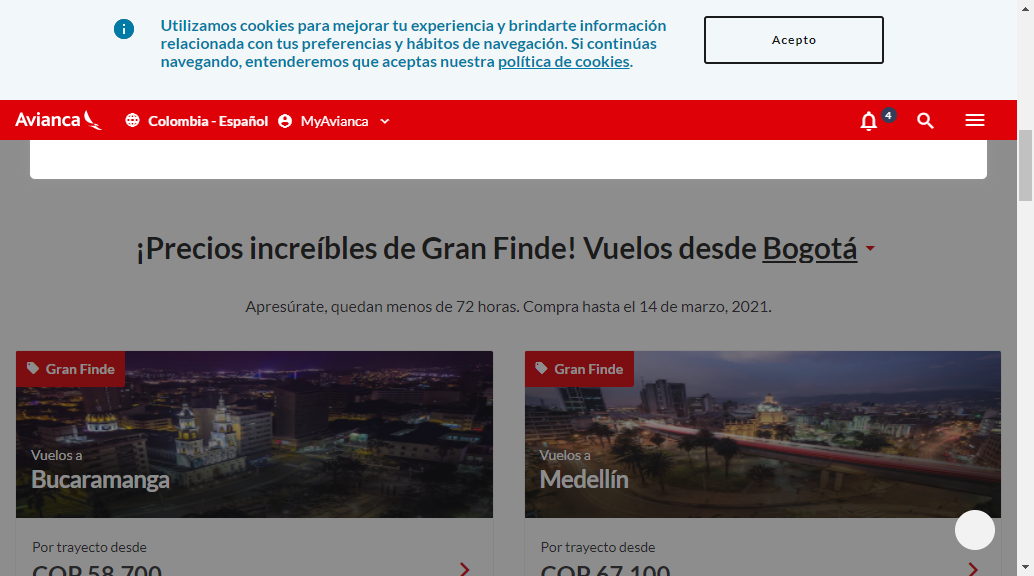 Utilizamos cookies para mejorar tu experiencia y brindarte información
relacionada con tus preferencias y hábitos de navegación. Si continúas
navegando, entenderemos que aceptas nuestra política de cookies.
Acepto
Avianca
Colombia - Español
MyAvianca
4
¡Precios increíbles de Gran Finde! Vuelos desde Bogotá
Apresúrate, quedan menos de 72 horas. Compra hasta el 14 de marzo, 2021.
Gran Finde
Vuelos a
Bucaramanga
Por trayecto desde
COP 58,700
Gran Finde
Vuelos a
Medellín
Por trayecto desde
COP 67,100